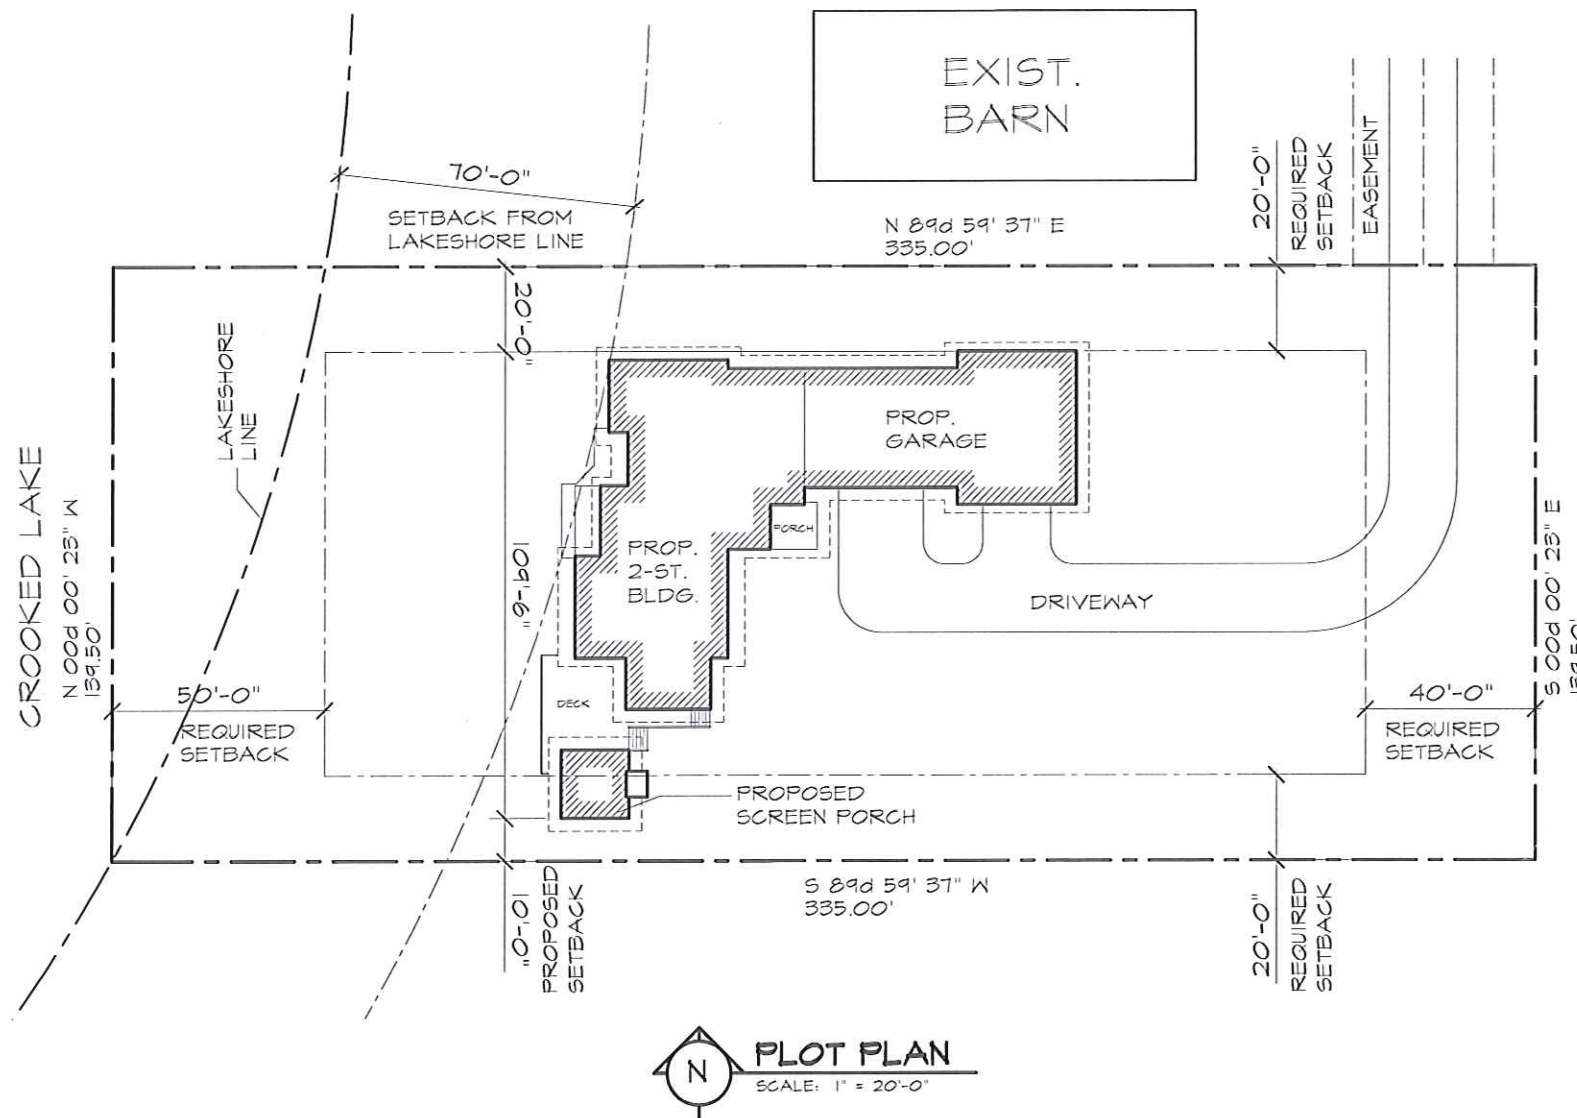 EXIST.
BARN
70'-0"
SETBACK FROM
LAKESHORE LINE
N 89d 59' 37" E
335.00'
20'-0"
REQUIRED
SETBACK
EASEMENT
20'-0"
LAKESHORE
LINE
CROOKED LAKE
N 00d 00' 23" W
139.50'
PROP.
GARAGE
PORCH
PROP.
2-ST.
BLDG.
109'-6"
DRIVEWAY
S 00d 00' 23" E
139.50'
50'-0"
REQUIRED
SETBACK
DECK
40'-0"
REQUIRED
SETBACK
PROPOSED
SCREEN PORCH
S 89d 59' 37" W
335.00'
10'-0"
PROPOSED
SETBACK
20'-0"
REQUIRED
SETBACK
N
PLOT PLAN
SCALE: 1" = 20'-0"